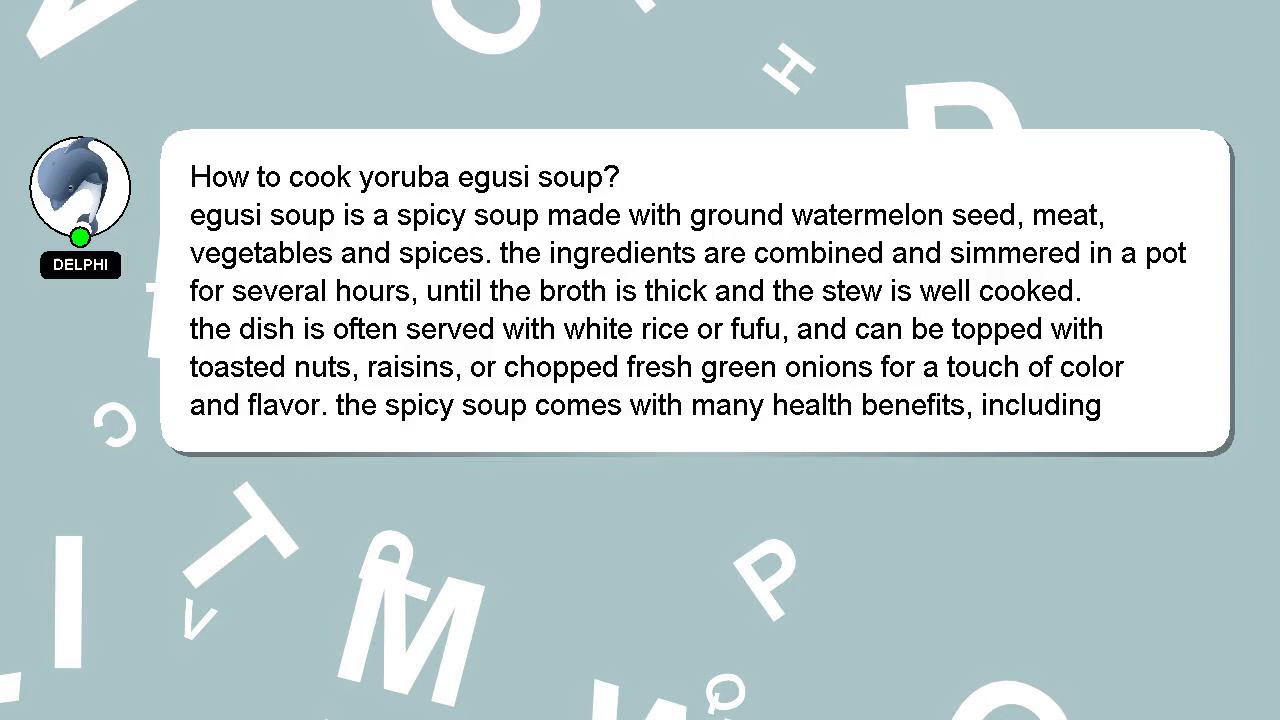 How to cook yoruba egusi soup?
egusi soup is a spicy soup made with ground watermelon seed, meat,
vegetables and spices. the ingredients are combined and simmered in a pot
for several hours, until the broth is thick and the stew is well cooked.
the dish is often served with white rice or fufu, and can be topped with
toasted nuts, raisins, or chopped fresh green onions for a touch of color
and flavor. the spicy soup comes with many health benefits, including
DELPHI
O
H
D
C
T
I
V
P
M
P
Q